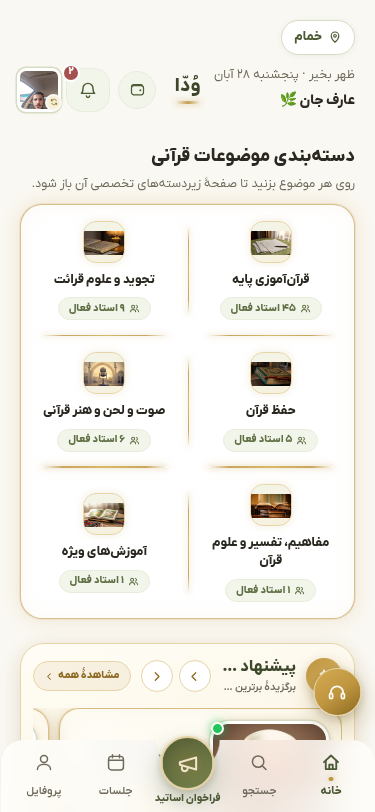 خمام
ظهر بخیر · پنجشنبه ۲۸ آبان
عارف جان 🌿
وُدّا
۲
دسته‌بندی موضوعات قرآنی
روی هر موضوع بزنید تا صفحهٔ زیردسته‌های تخصصی آن باز شود.
قرآن‌آموزی پایه
۴۵ استاد فعال
تجوید و علوم قرائت
۹ استاد فعال
حفظ قرآن
۵ استاد فعال
صوت و لحن و هنر قرآنی
۶ استاد فعال
مفاهیم، تفسیر و علوم
قرآن
۱ استاد فعال
آموزش‌های ویژه
۱ استاد فعال
پیشنهاد ...
برگزیدهٔ برترین ...
مشاهدهٔ همه
خانه
جستجو
فراخوان اساتید
جلسات
پروفایل